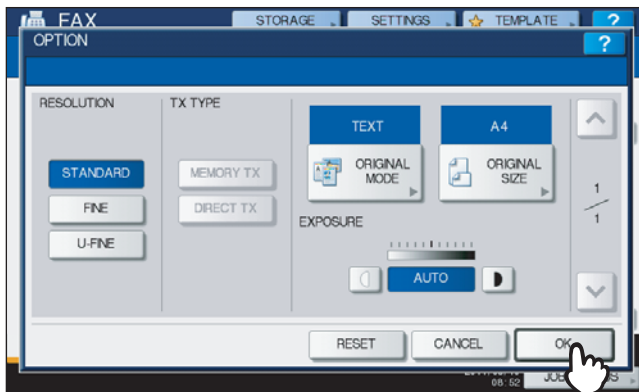 FAX STORAGE SETTINGS TEMPLATE ?
OPTION ?
RESOLUTION TX TYPE
TEXT A4
STANDARD MEMORY TX ORIGINAL MODE ORIGINAL SIZE
FINE DIRECT TX
1
1
EXPOSURE
U-FINE
AUTO
RESET CANCEL OK
08:52